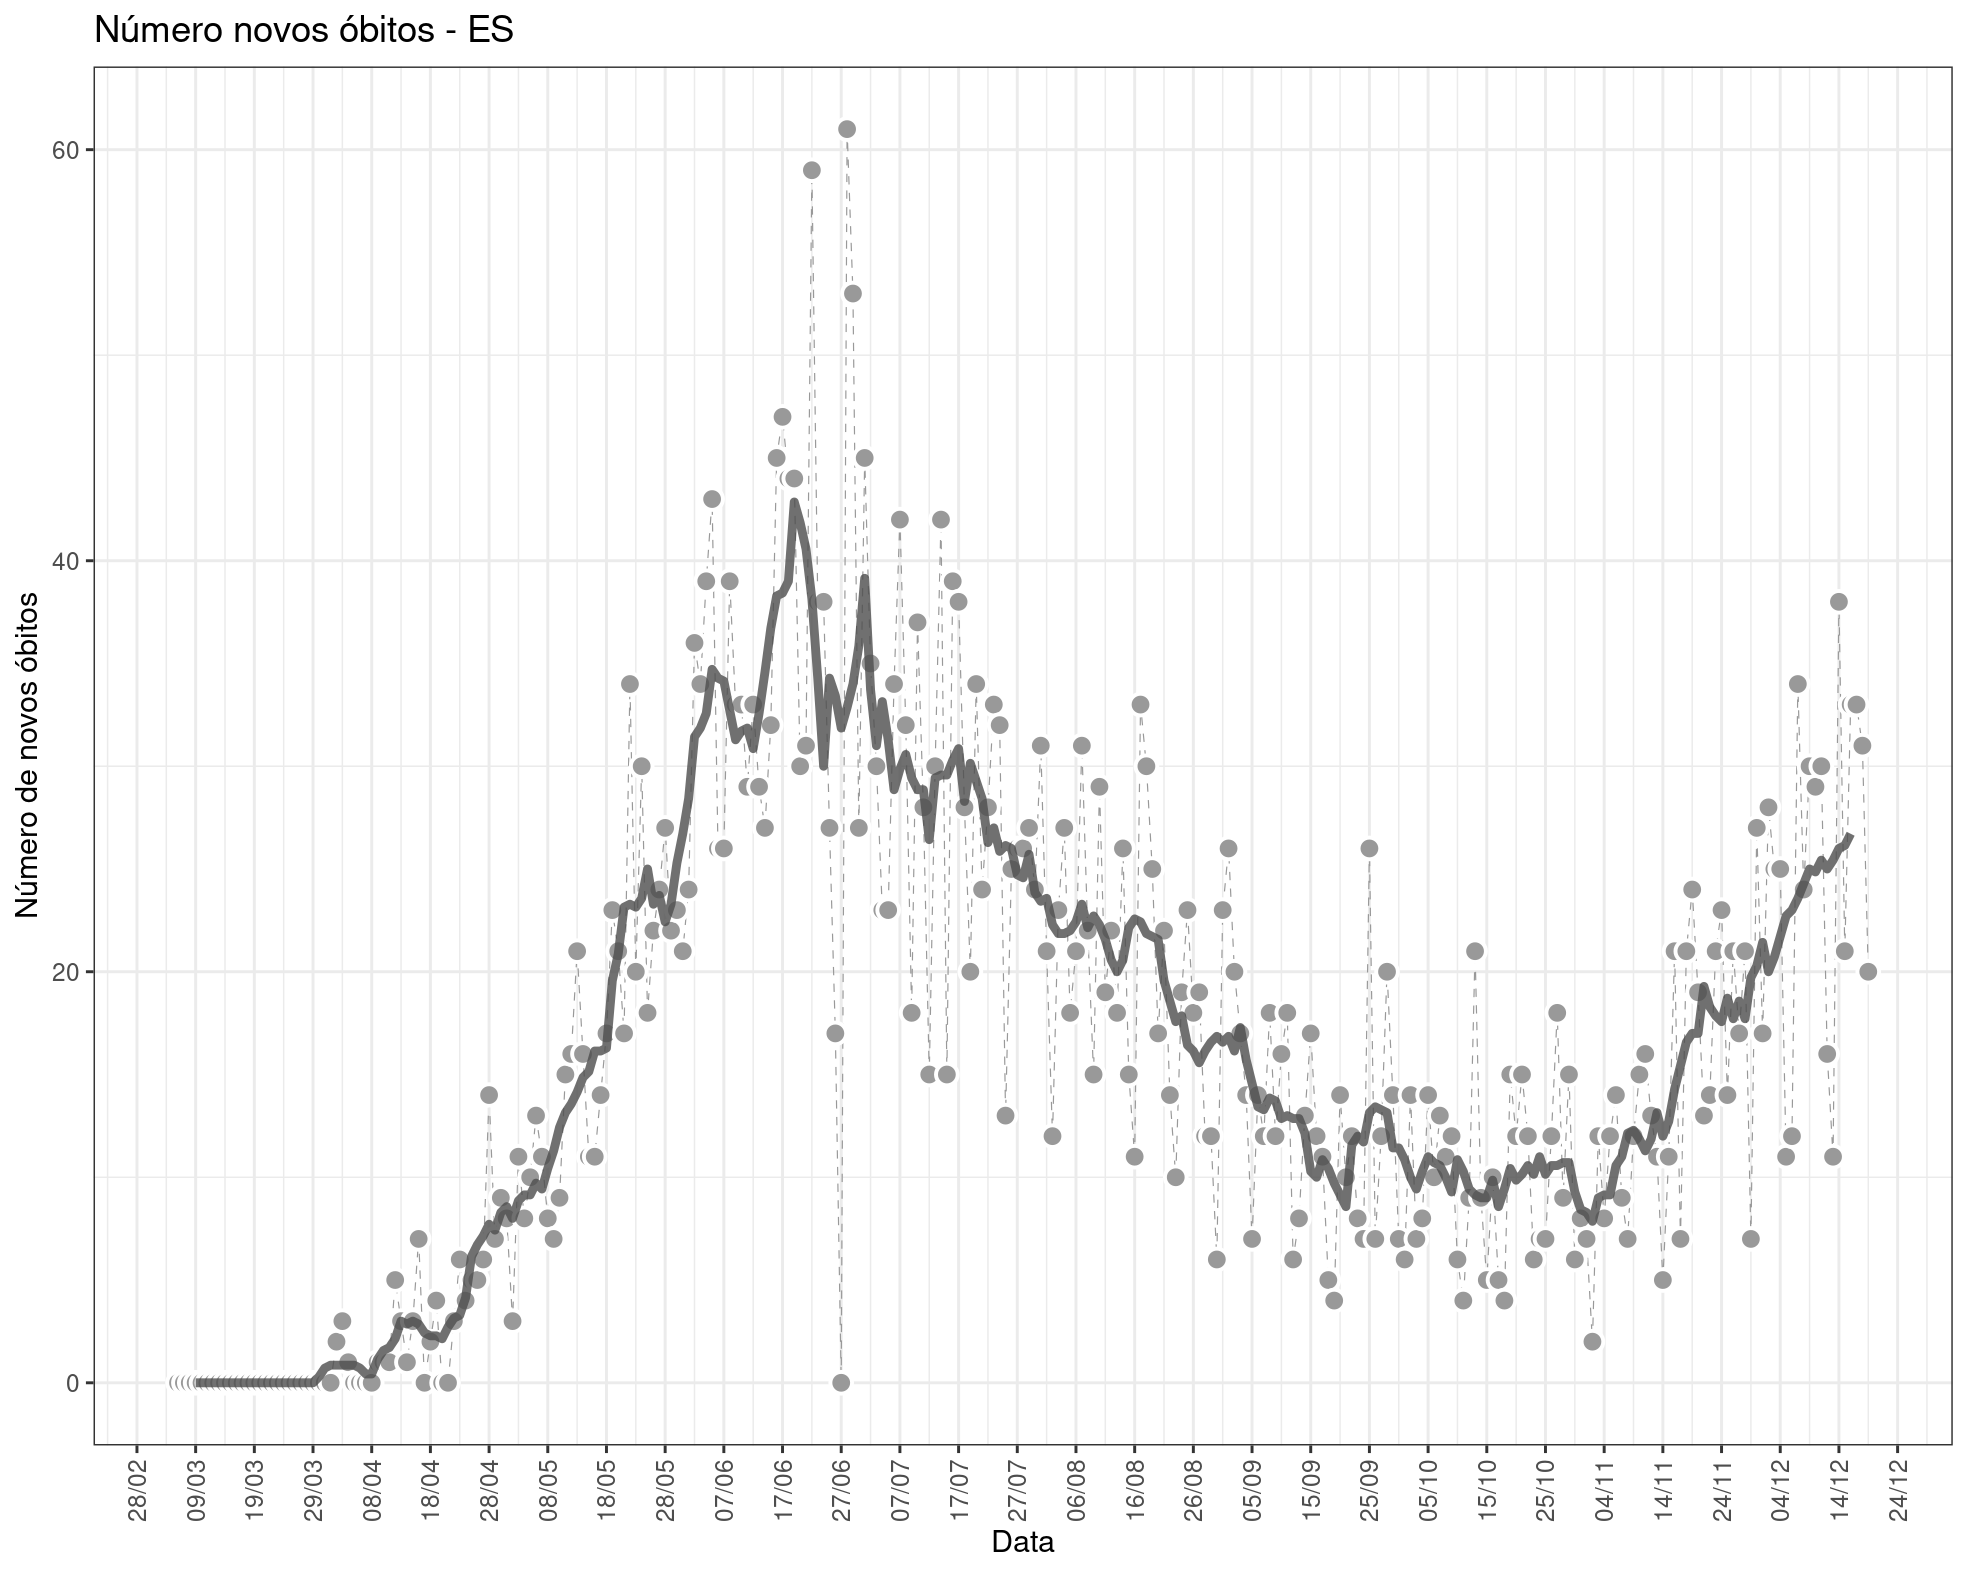 Número novos óbitos - ES
Número de novos óbitos
60
40
20
0
28/02 09/03 19/03 29/03 08/04 18/04 28/04 08/05 18/05 28/05 07/06 17/06 27/06 07/07 17/07 27/07 06/08 16/08 26/08 05/09 15/09 25/09 05/10 15/10 25/10 04/11 14/11 24/11 04/12 14/12 24/12
Data